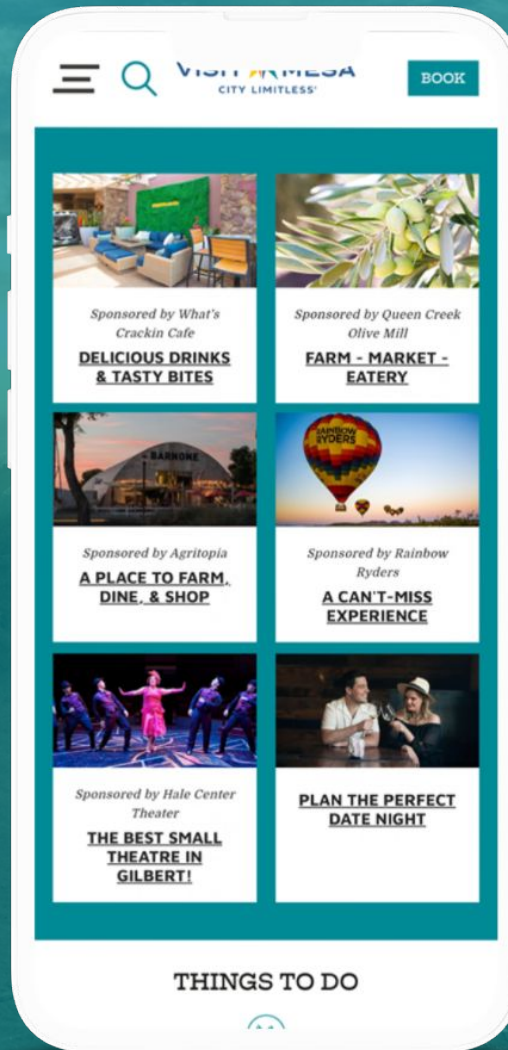 VISIT MESA
CITY LIMITLESS'
BOOK
Sponsored by What's
Crackin Cafe
DELICIOUS DRINKS
& TASTY BITES
Sponsored by Queen Creek
Olive Mill
FARM - MARKET -
EATERY
BARNONE
RAINBOW
RYDERS
Sponsored by Agritopia
A PLACE TO FARM,
DINE, & SHOP
Sponsored by Rainbow
Ryders
A CAN'T-MISS
EXPERIENCE
Sponsored by Hale Center
Theater
THE BEST SMALL
THEATRE IN
GILBERT!
PLAN THE PERFECT
DATE NIGHT
THINGS TO DO